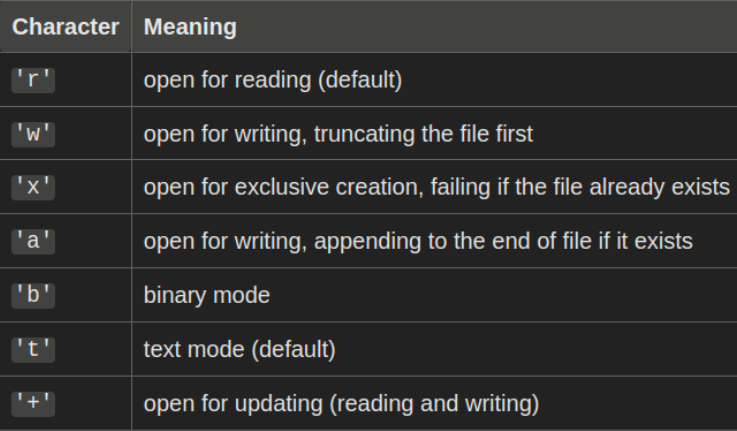 Character Meaning
'r' open for reading (default)
'w' open for writing, truncating the file first
'x' open for exclusive creation, failing if the file already exists
'a' open for writing, appending to the end of file if it exists
'b' binary mode
't' text mode (default)
'+' open for updating (reading and writing)